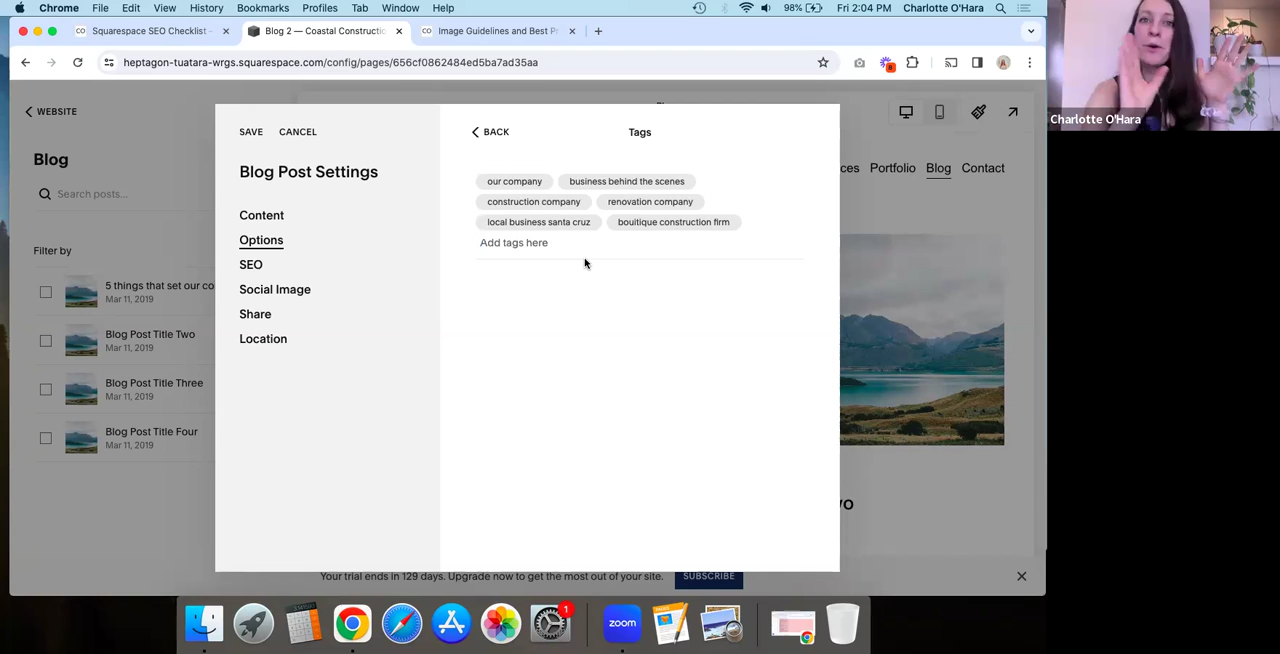 Chrome File Edit View History Bookmarks Profiles Tab Window Help 98% Fri 2:04 PM Charlotte O'Hara
CO Squarespace SEO Checklist - Blog 2 — Coastal Constructic CO Image Guidelines and Best P
heptagon-tuatara-wrgs.squarespace.com/config/pages/656cf0862484ed5ba7ad35aa
8
Charlotte O'Hara
WEBSITE
Blog
Search posts...
Filter by
5 things that set our co
Mar 11, 2019
Blog Post Title Two
Mar 11, 2019
Blog Post Title Three
Mar 11, 2019
Blog Post Title Four
Mar 11, 2019
SAVE CANCEL
Blog Post Settings
Content
Options
SEO
Social Image
Share
Location
BACK Tags
our company business behind the scenes
construction company renovation company
local business santa cruz bouitique construction firm
Add tags here
ces Portfolio Blog Contact
vo
Your trial ends in 129 days. Upgrade now to get the most out of your site. SUBSCRIBE
1
zoom